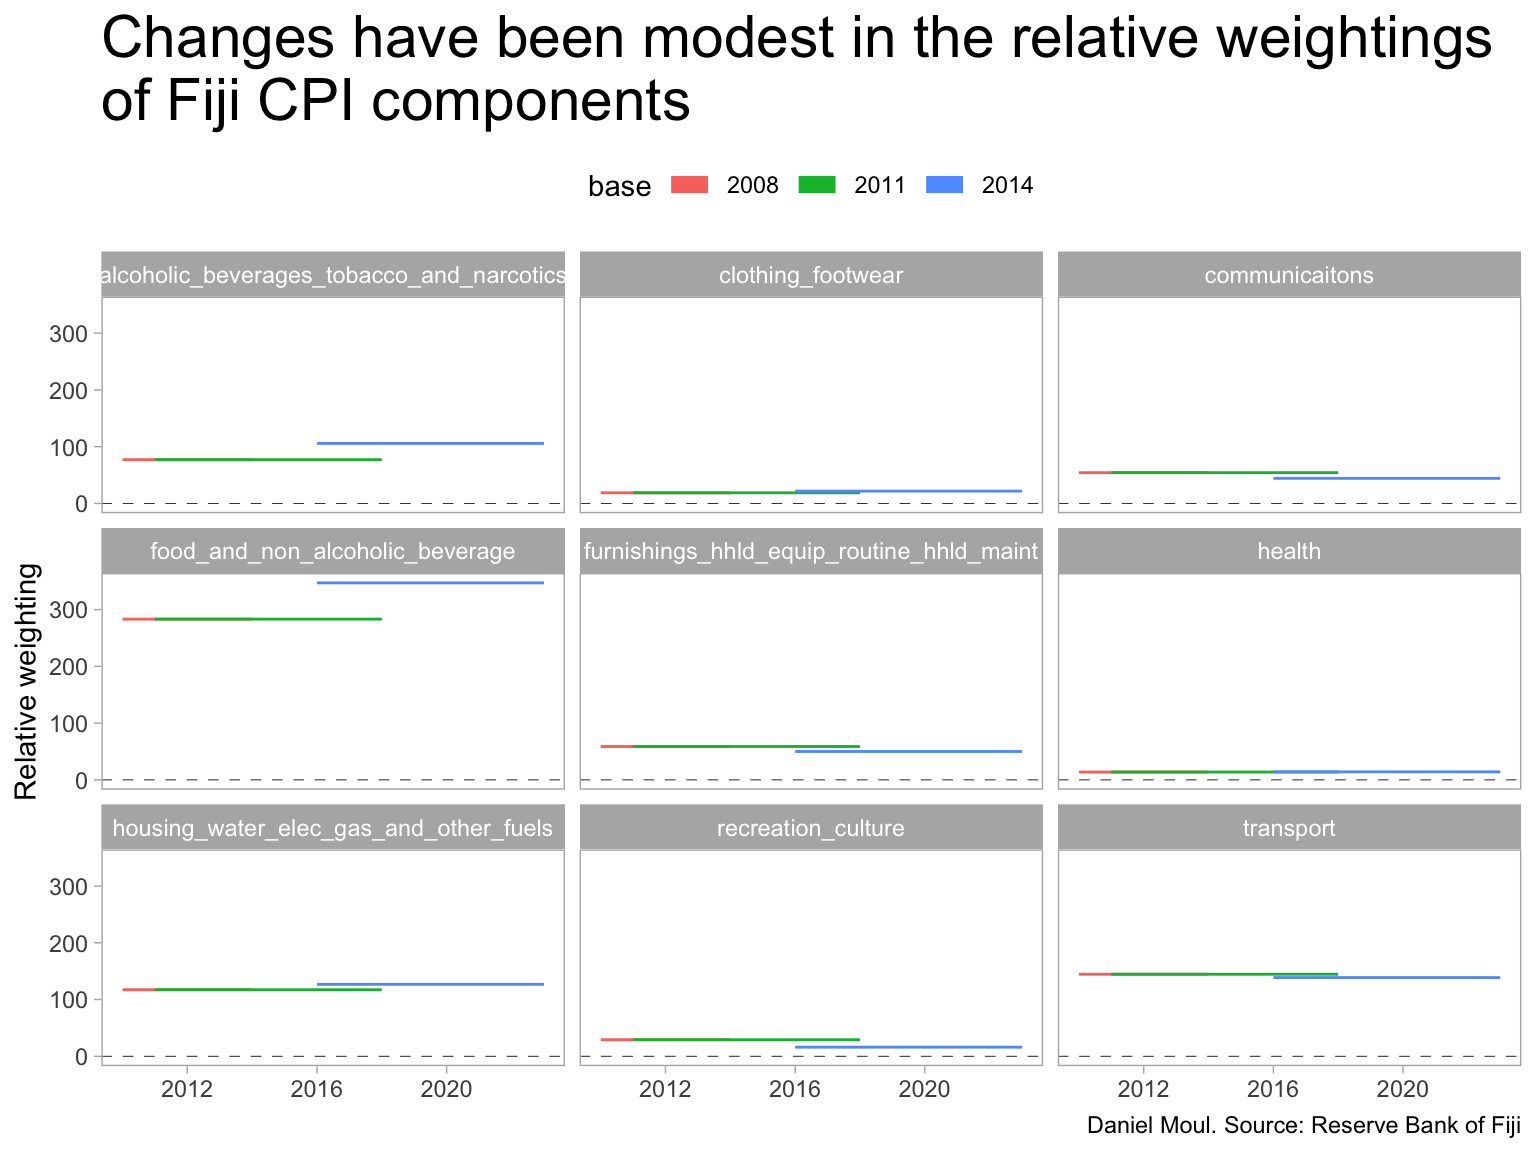 Changes have been modest in the relative weightings
of Fiji CPI components
base 2008 2011 2014
alcoholic_beverages_tobacco_and_narcotics clothing_footwear communicaitons
300
200
100
0
food_and_non_alcoholic_beverage furnishings_hhld_equip_routine_hhld_maint health
Relative weighting
300
200
100
0
housing_water_elec_gas_and_other_fuels recreation_culture transport
300
200
100
0
2012 2016 2020 2012 2016 2020 2012 2016 2020
Daniel Moul. Source: Reserve Bank of Fiji